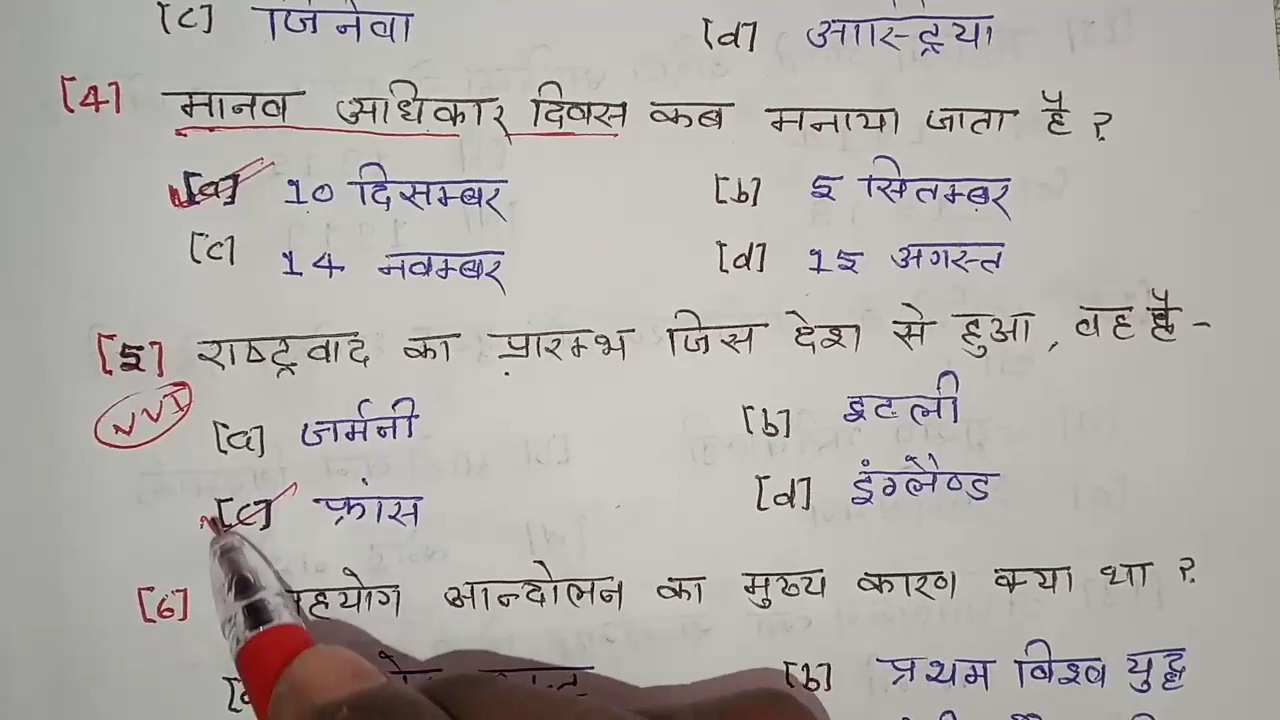 [c] जिनेवा [d] आस्ट्रिया
[4] मानव अधिकार दिवस कब मनाया जाता है ?
[a] 10 दिसम्बर [b] 5 सितम्बर
[c] 14 नवम्बर [d] 15 अगस्त
[5] राष्ट्रवाद का प्रारम्भ जिस देश से हुआ , वह है -
VVI
[a] जर्मनी [b] इटली
[c] फ्रांस [d] इंग्लैण्ड
[6] आन्दोलन का मुख्य कारण क्या था ?
[b] प्रथम विश्व युद्ध